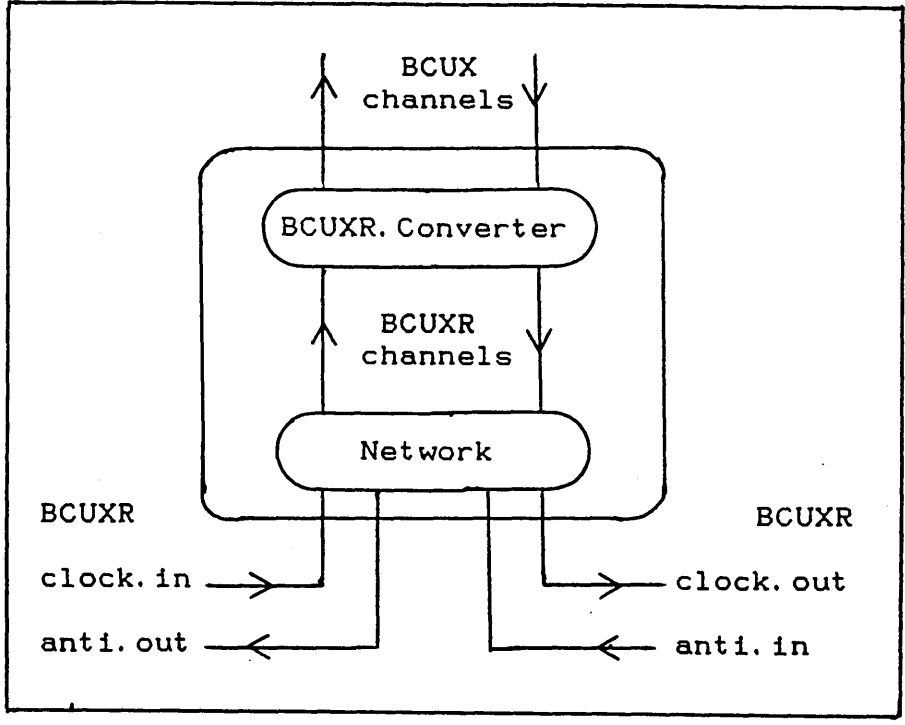 BCUX
channels
BCUXR. Converter
BCUXR
channels
Network
BCUXR
BCUXR
clock. in
clock. out
anti. out
anti. in